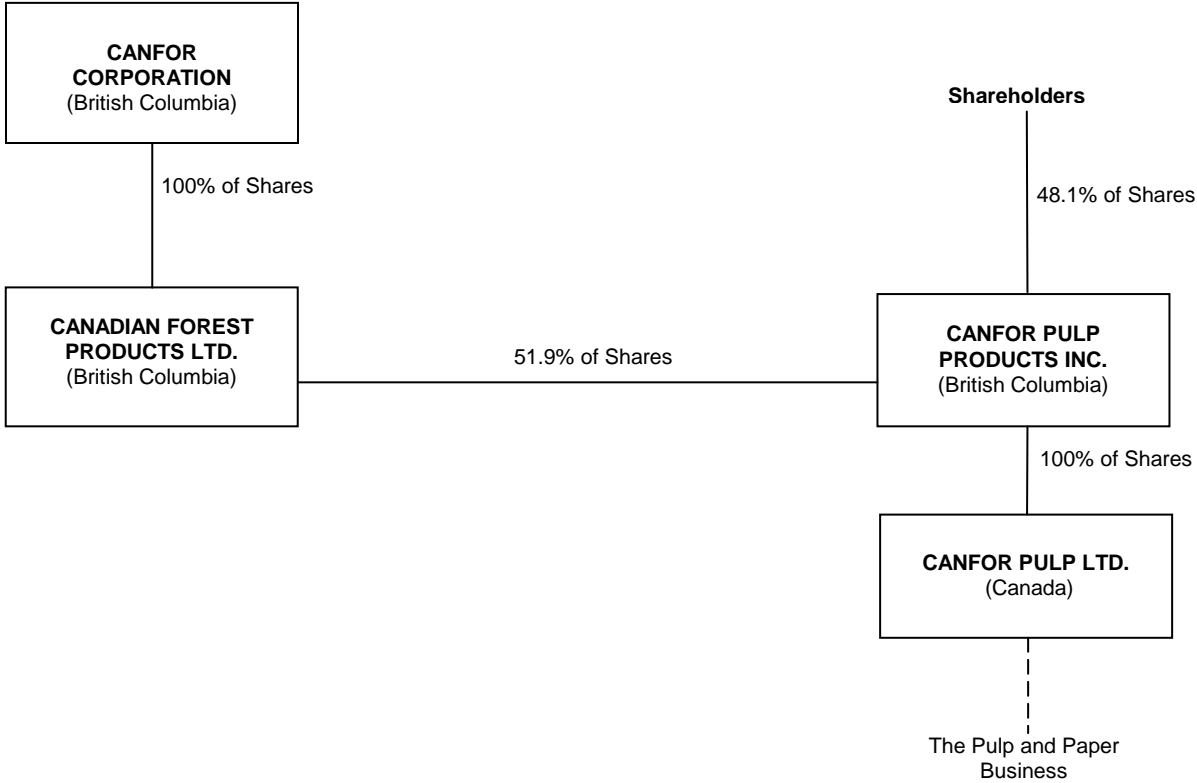 CANFOR
CORPORATION
(British Columbia)
Shareholders
100% of Shares
48.1% of Shares
CANADIAN FOREST
PRODUCTS LTD.
(British Columbia)
51.9% of Shares
CANFOR PULP
PRODUCTS INC.
(British Columbia)
100% of Shares
CANFOR PULP LTD.
(Canada)
The Pulp and Paper
Business